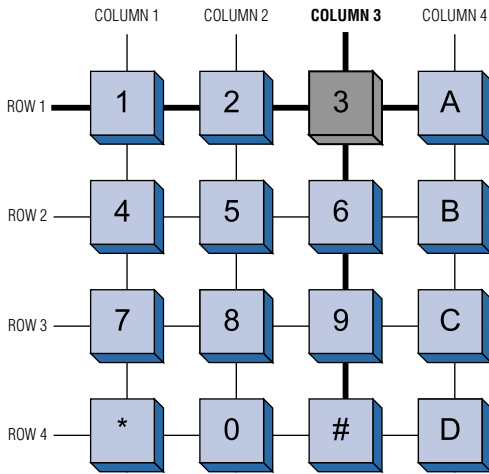 COLUMN 1 COLUMN 2 COLUMN 3 COLUMN 4
ROW 1 1 2 3 A
ROW 2 4 5 6 B
ROW 3 7 8 9 C
ROW 4 * 0 # D